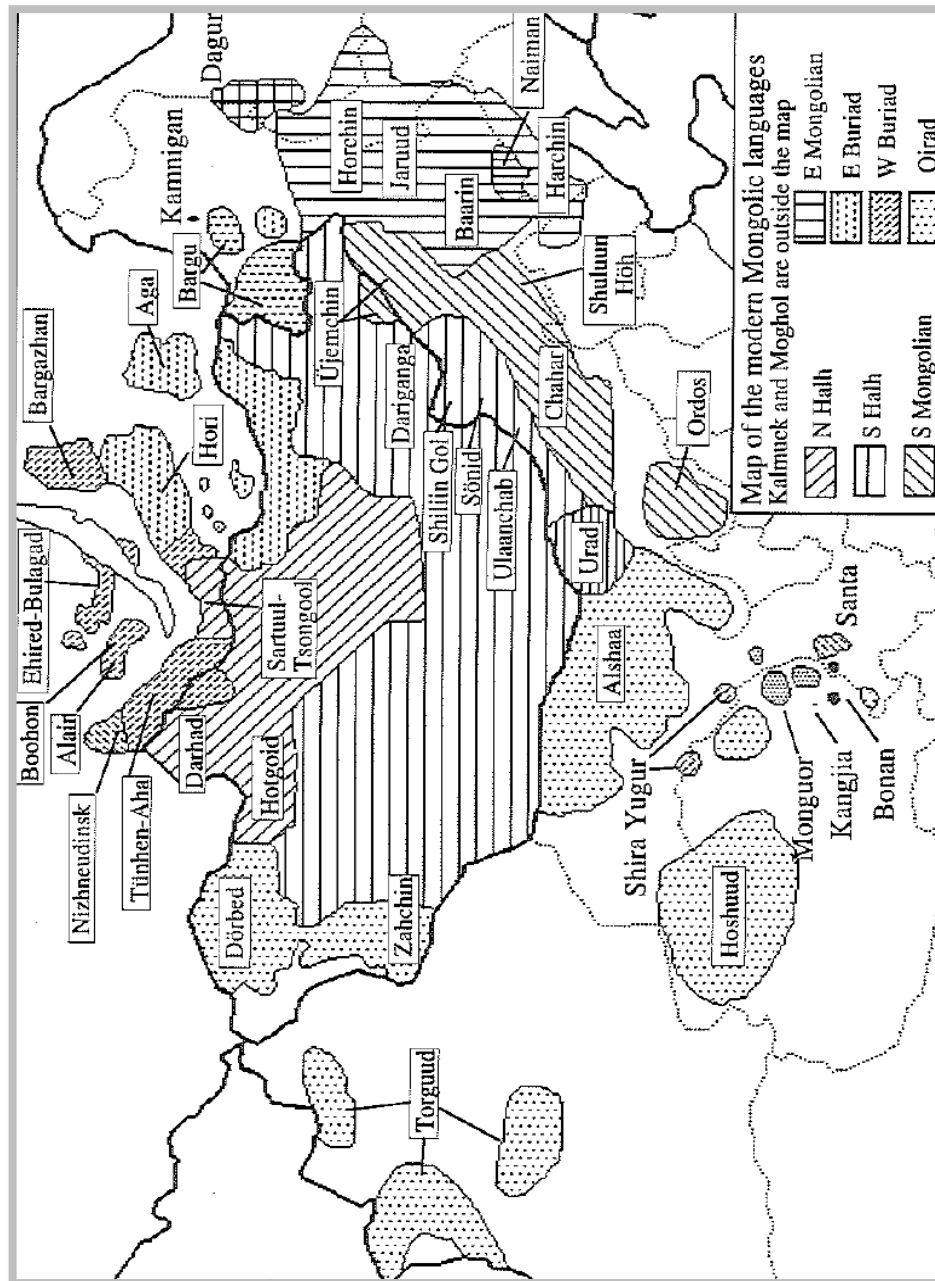 Dagur
Naiman
Kamnigan
Horchin
Jaruud
Baarin
Harchin
Bargu
Aga
Bargazhan
Hori
Üjemchin
Shuluun
Höh
Dariganga
Chahar
Shiliin Gol
Sönid
Ulaanchab
Ordos
Ehired-Bulagad
Boohon
Alair
Sartuul-
Tsongool
Urad
Nizhneudinsk
Tünhen-Aha
Darhad
Hotgoid
Alshaa
Santa
Shira Yugur
Monguor
Kangjia
Bonan
Dörbed
Zahchin
Hoshuud
Torguud
Map of the modern Mongolic languages
Kalmuck and Moghol are outside the map
N Halh
S Halh
S Mongolian
E Mongolian
E Buriad
W Buriad
Oirad